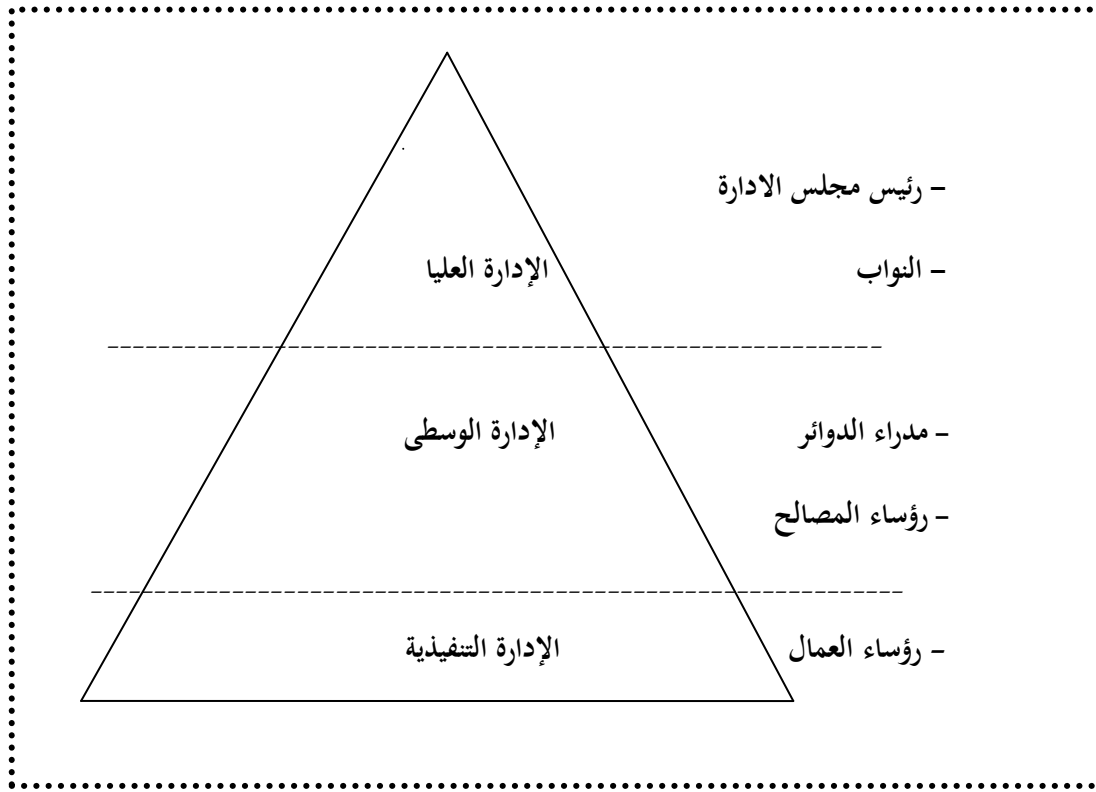 - رئيس مجلس الادارة
- النواب
الإدارة العليا
- مدراء الدوائر
الإدارة الوسطى
- رؤساء المصالح
- رؤساء العمال
الإدارة التنفيذية